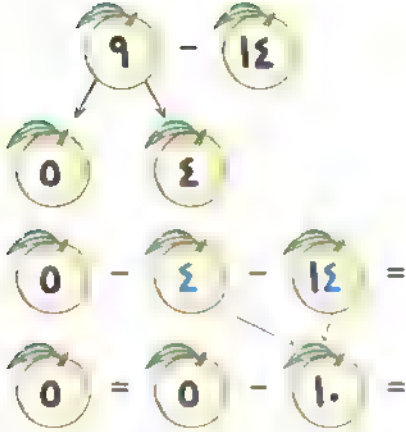 ١٤ - ٩
٤ ٥
= ١٤ - ٤ - ٥
= ١٠ - ٥ = ٥